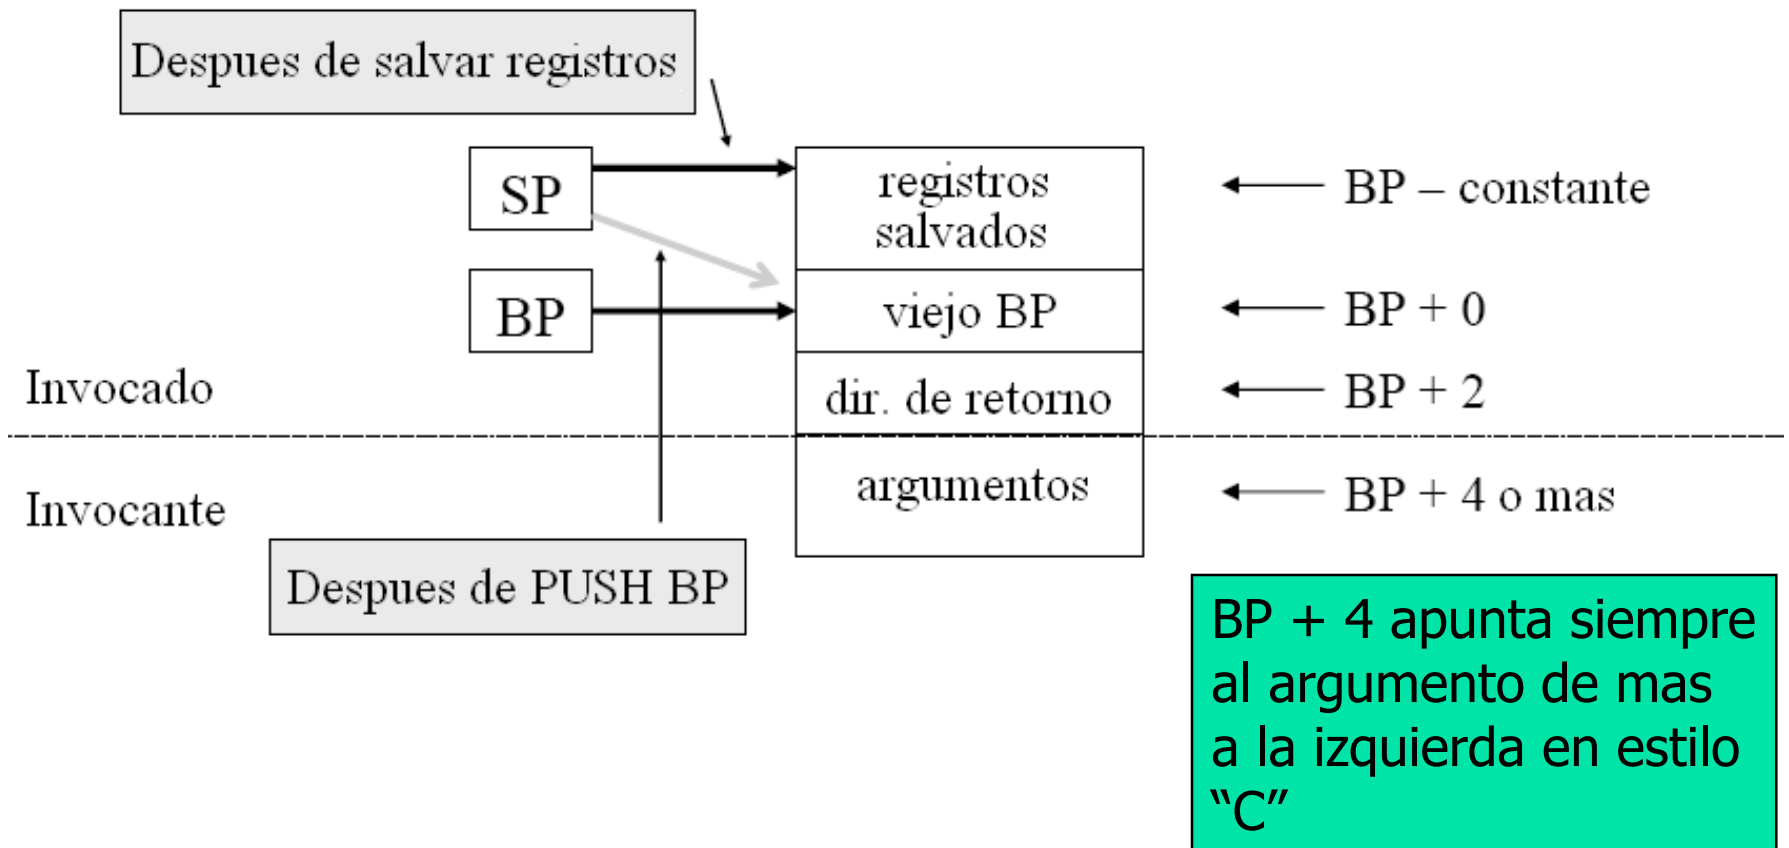 Despues de salvar registros
SP
registros
salvados
BP – constante
BP
viejo BP
BP + 0
Invocado
dir. de retorno
BP + 2
Invocante
argumentos
BP + 4 o mas
Despues de PUSH BP
BP + 4 apunta siempre
al argumento de mas
a la izquierda en estilo
“C”